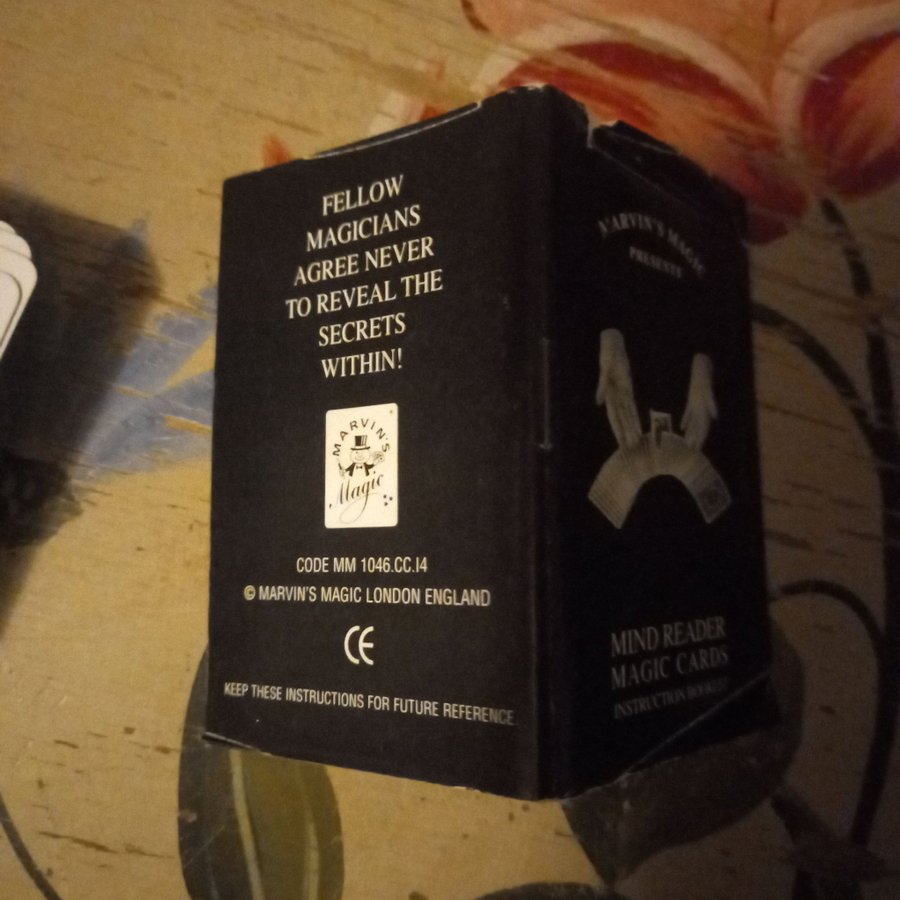 FELLOW
MAGICIANS
AGREE NEVER
TO REVEAL THE
SECRETS
WITHIN!
MARVIN'S
Magic
CODE MM 1046.CC.I4
© MARVIN'S MAGIC LONDON ENGLAND
CE
KEEP THESE INSTRUCTIONS FOR FUTURE REFERENCE.
MARVIN'S MAGIC
PRESENTS
MIND READER
MAGIC CARDS
INSTRUCTION BOOKLET